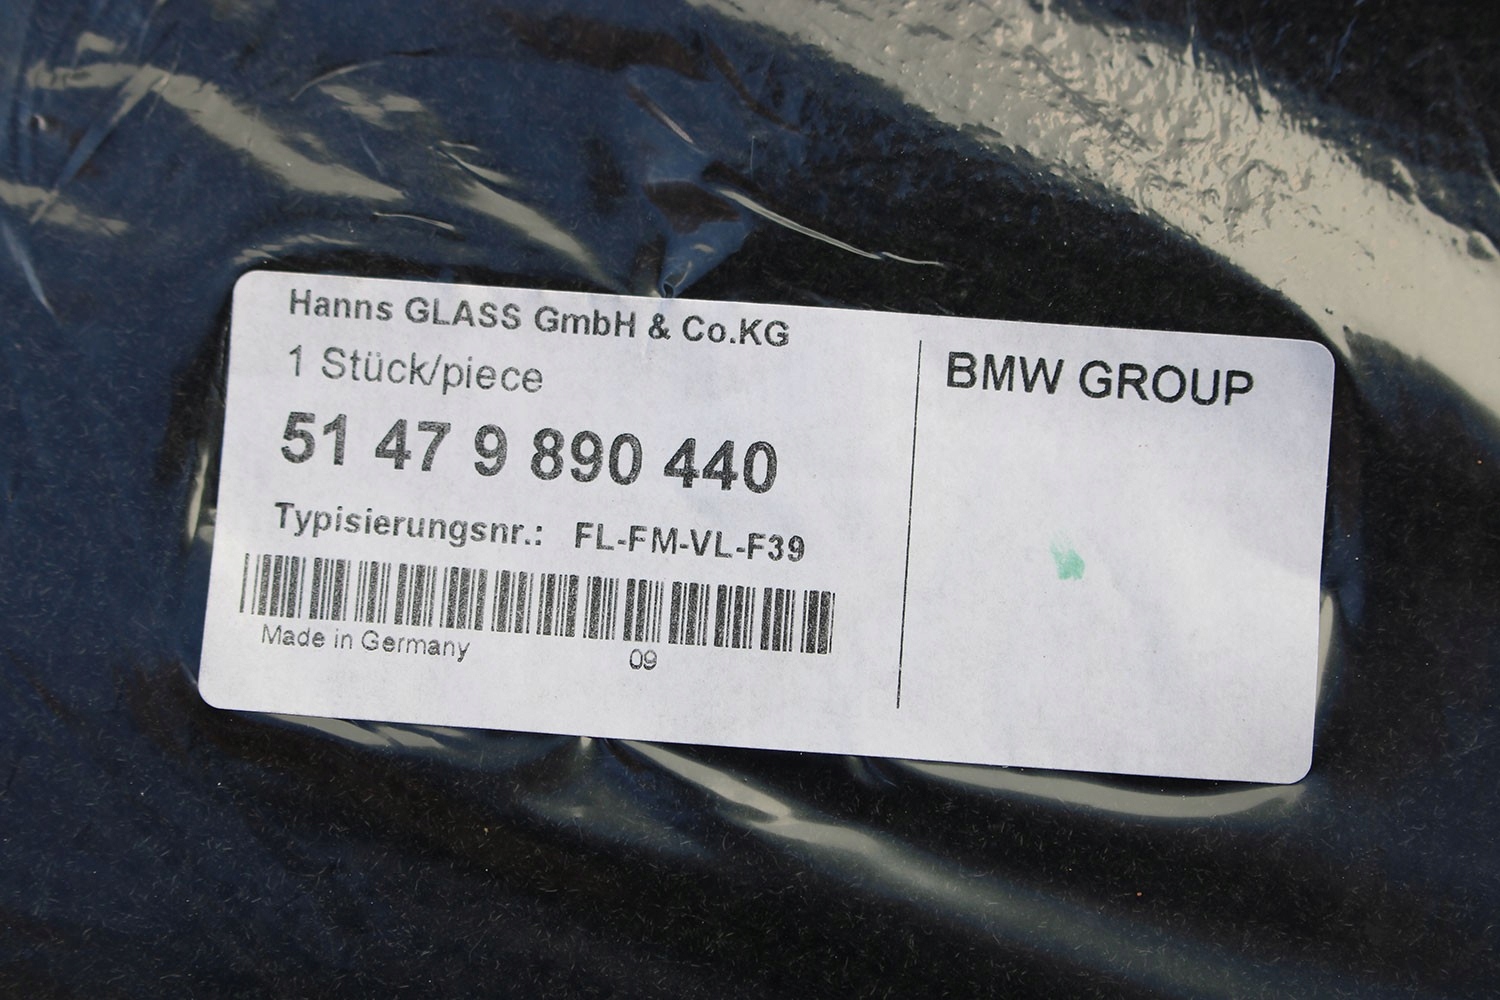 Hanns GLASS GmbH & Co.KG
1 Stück/piece
51 47 9 890 440
Typisierungsnr.: FL-FM-VL-F39
Made in Germany 09
BMW GROUP